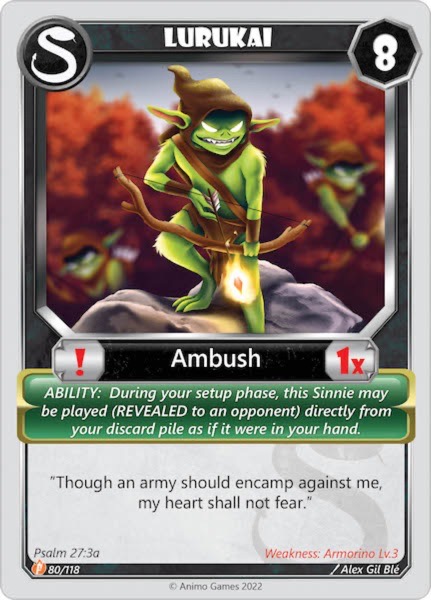 S
LURUKAI
8
!
Ambush
1x
ABILITY: During your setup phase, this Sinnie may
be played (REVEALED to an opponent) directly from
your discard pile as if it were in your hand.
"Though an army should encamp against me,
my heart shall not fear."
Psalm 27:3a
Weakness: Armorino Lv.3
P 80/118
Alex Gil Blé
© Animo Games 2022